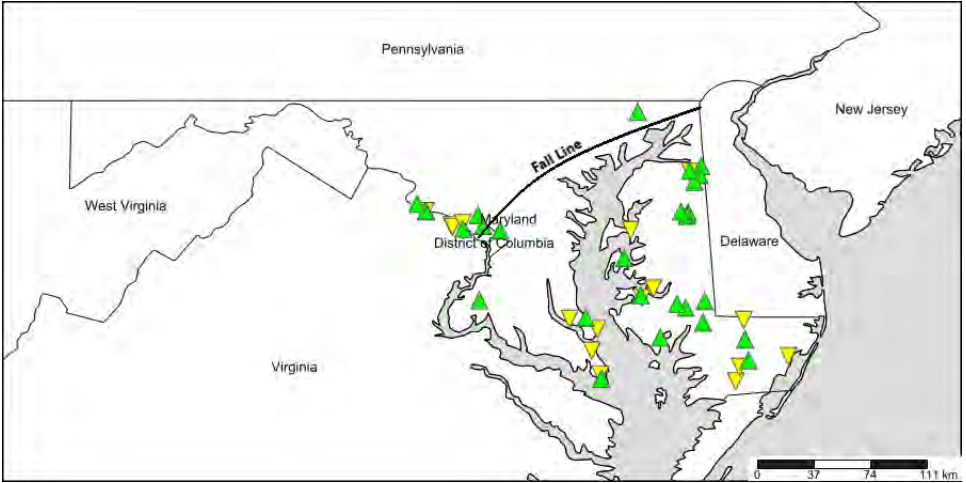 Pennsylvania
New Jersey
Fall Line
West Virginia
Maryland
District of Columbia
Delaware
Virginia
0 37 74 111 km.